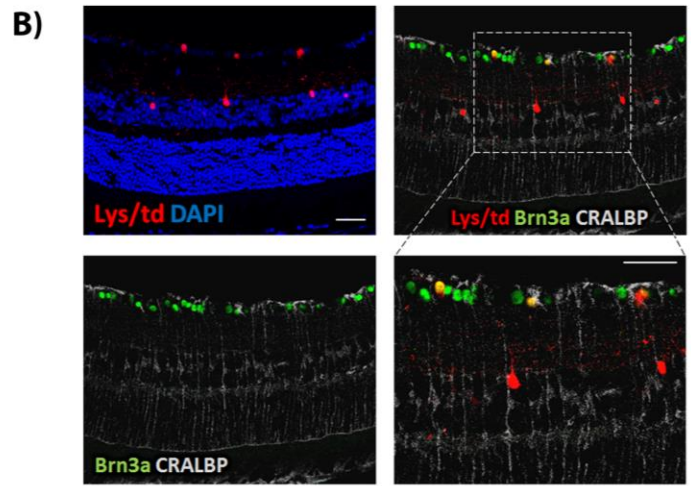 B)
Lys/td DAPI
Lys/td Brn3a CRALBP
Brn3a CRALBP